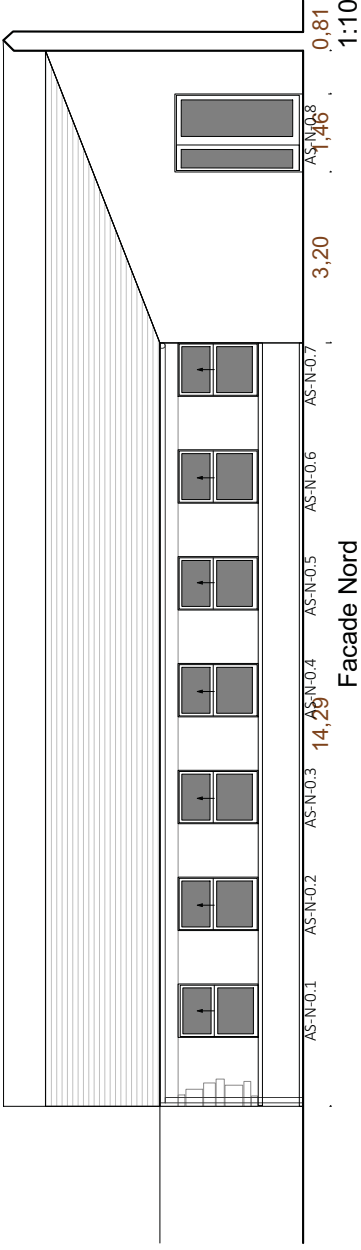 AS-N-0.1
AS-N-0.2
AS-N-0.3
AS-N-0.4
AS-N-0.5
AS-N-0.6
AS-N-0.7
AS-N-0.8
14,29
3,20
1,46
0,81
Facade Nord
1:10